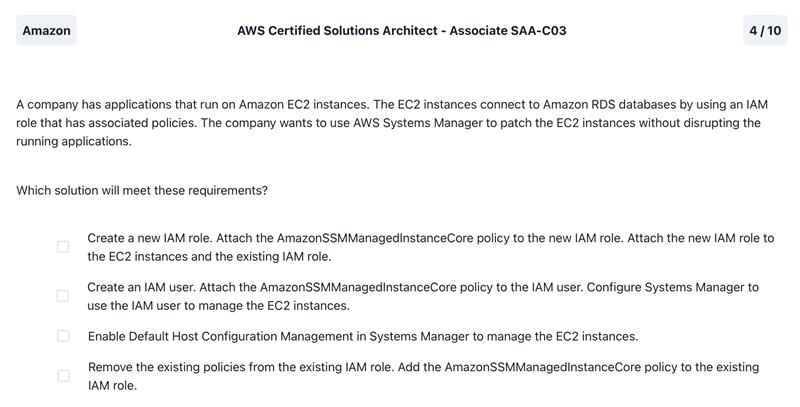 Amazon
AWS Certified Solutions Architect - Associate SAA-C03
4 / 10
A company has applications that run on Amazon EC2 instances. The EC2 instances connect to Amazon RDS databases by using an IAM
role that has associated policies. The company wants to use AWS Systems Manager to patch the EC2 instances without disrupting the
running applications.
Which solution will meet these requirements?
Create a new IAM role. Attach the AmazonSSMManagedInstanceCore policy to the new IAM role. Attach the new IAM role to
the EC2 instances and the existing IAM role.
Create an IAM user. Attach the AmazonSSMManagedInstanceCore policy to the IAM user. Configure Systems Manager to
use the IAM user to manage the EC2 instances.
Enable Default Host Configuration Management in Systems Manager to manage the EC2 instances.
Remove the existing policies from the existing IAM role. Add the AmazonSSMManagedInstanceCore policy to the existing
IAM role.